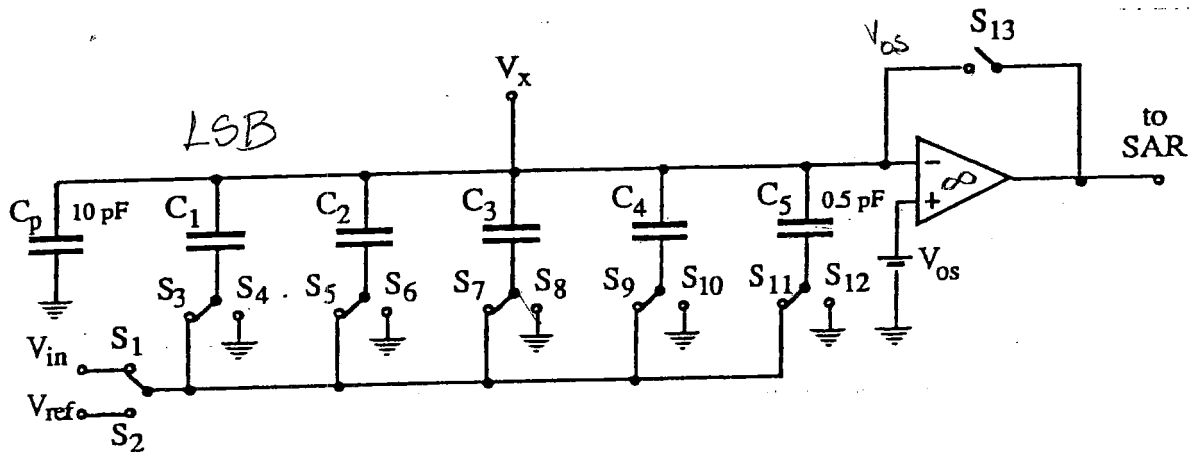 V_os S_13
V_x
LSB
to
SAR
C_p 10 pF C_1 C_2 C_3 C_4 C_5 0.5 pF − ∞ +
V_os
S_3 S_4 S_5 S_6 S_7 S_8 S_9 S_10 S_11 S_12
V_in S_1
V_ref S_2